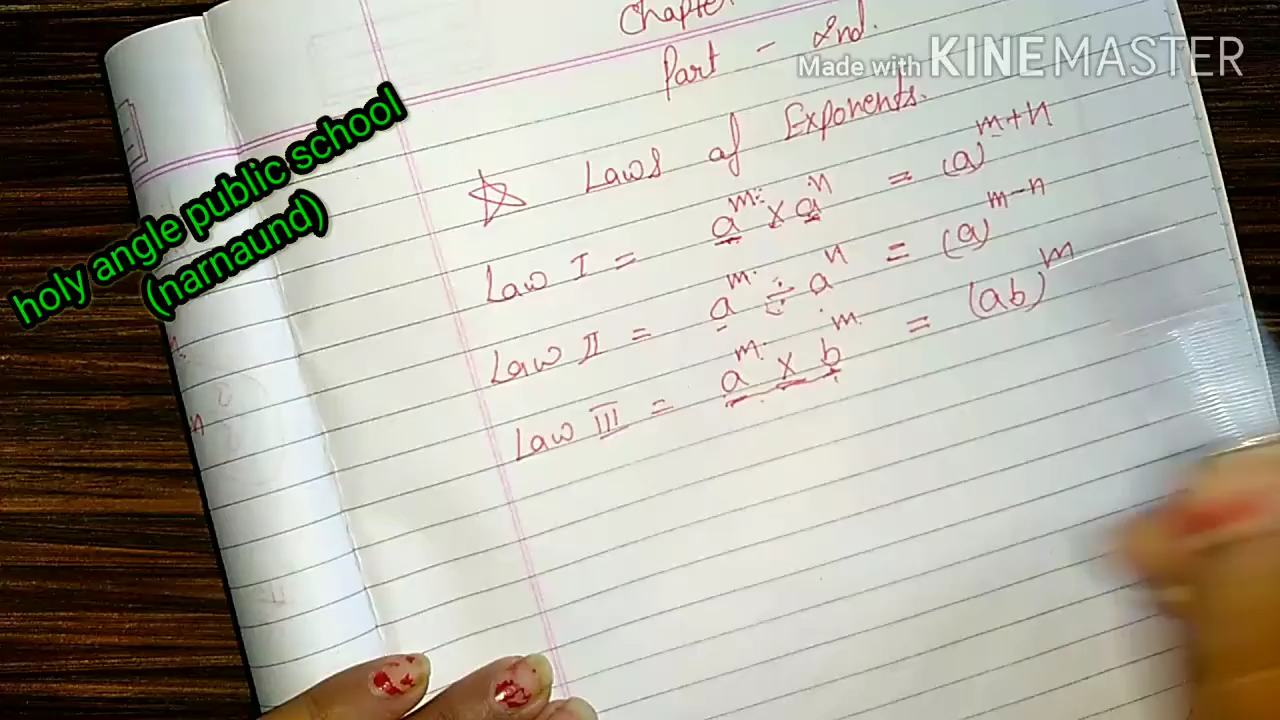 Chapter
Part - 2nd.
Made with KINEMASTER
☆ Laws of Exponents.
holy angle public school
(narnaund)
Law I = a^m × a^n = (a)^m+n
Law II = a^m ÷ a^n = (a)^m-n
Law III = a^m × b^m = (ab)^m